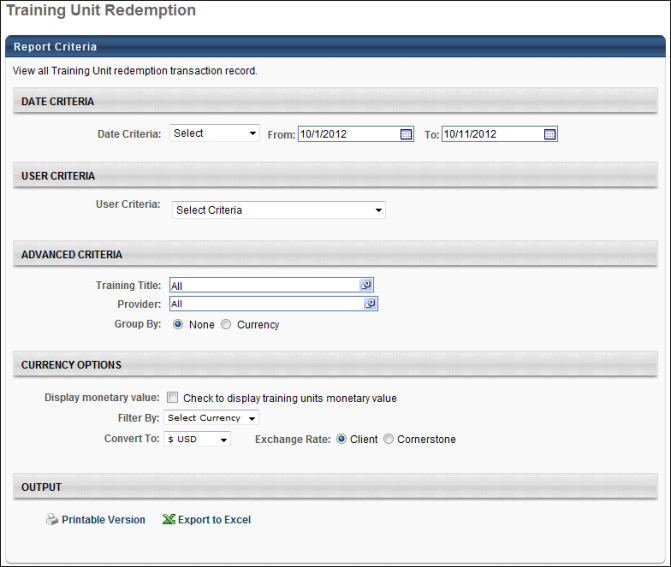 Training Unit Redemption
Report Criteria
View all Training Unit redemption transaction record.
DATE CRITERIA
Date Criteria: Select From: 10/1/2012 To: 10/11/2012
USER CRITERIA
User Criteria: Select Criteria
ADVANCED CRITERIA
Training Title: All
Provider: All
Group By: None Currency
CURRENCY OPTIONS
Display monetary value: Check to display training units monetary value
Filter By: Select Currency
Convert To: $ USD Exchange Rate: Client Cornerstone
OUTPUT
Printable Version Export to Excel